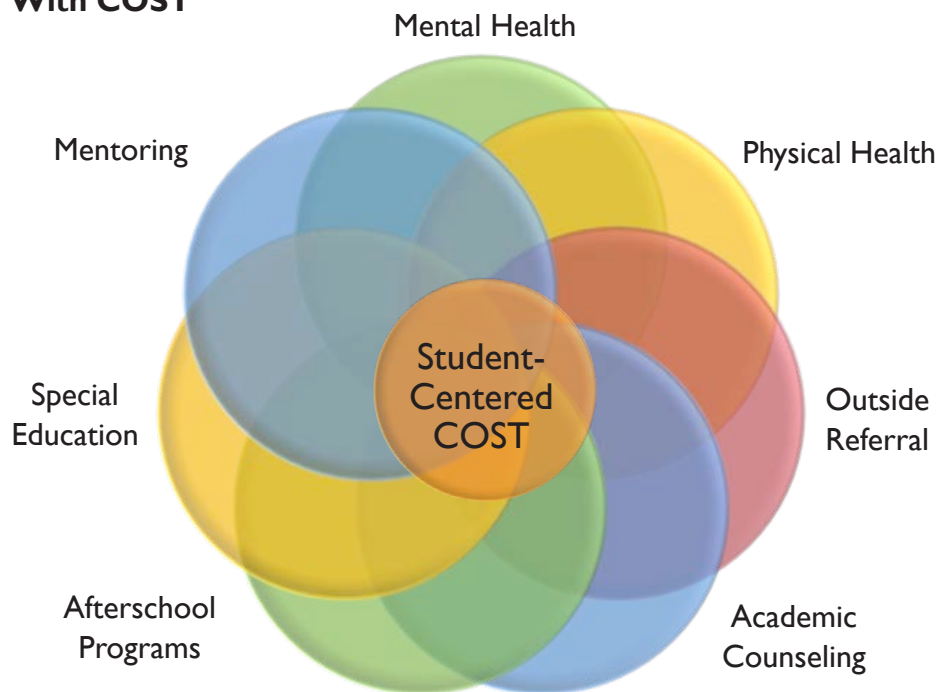 With COST
Mental Health
Mentoring
Physical Health
Student-
Centered
COST
Special
Education
Outside
Referral
Afterschool
Programs
Academic
Counseling